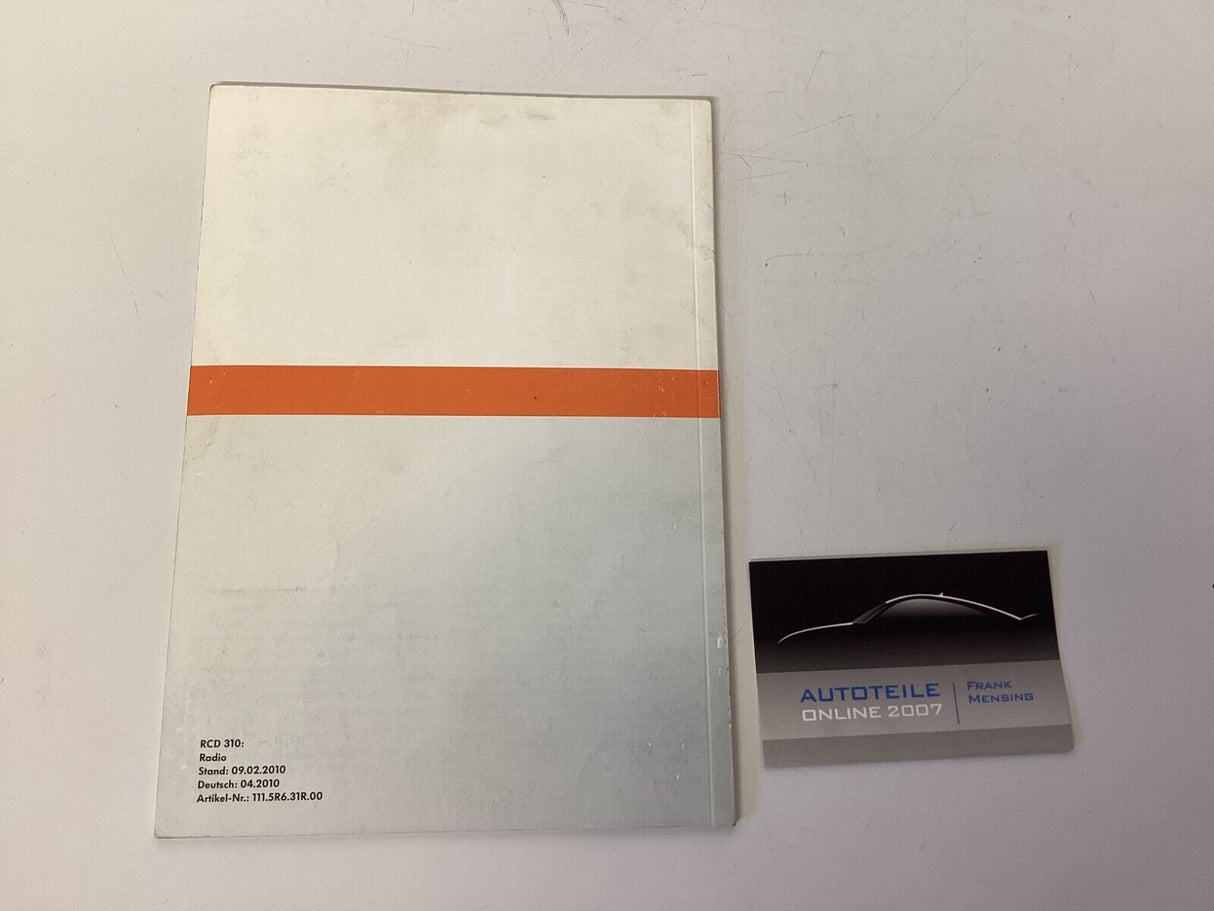 RCD 310:
Radio
Stand: 09.02.2010
Deutsch: 04.2010
Artikel-Nr.: 111.5R6.31R.00
AUTOTEILE
ONLINE 2007
FRANK
MENSING